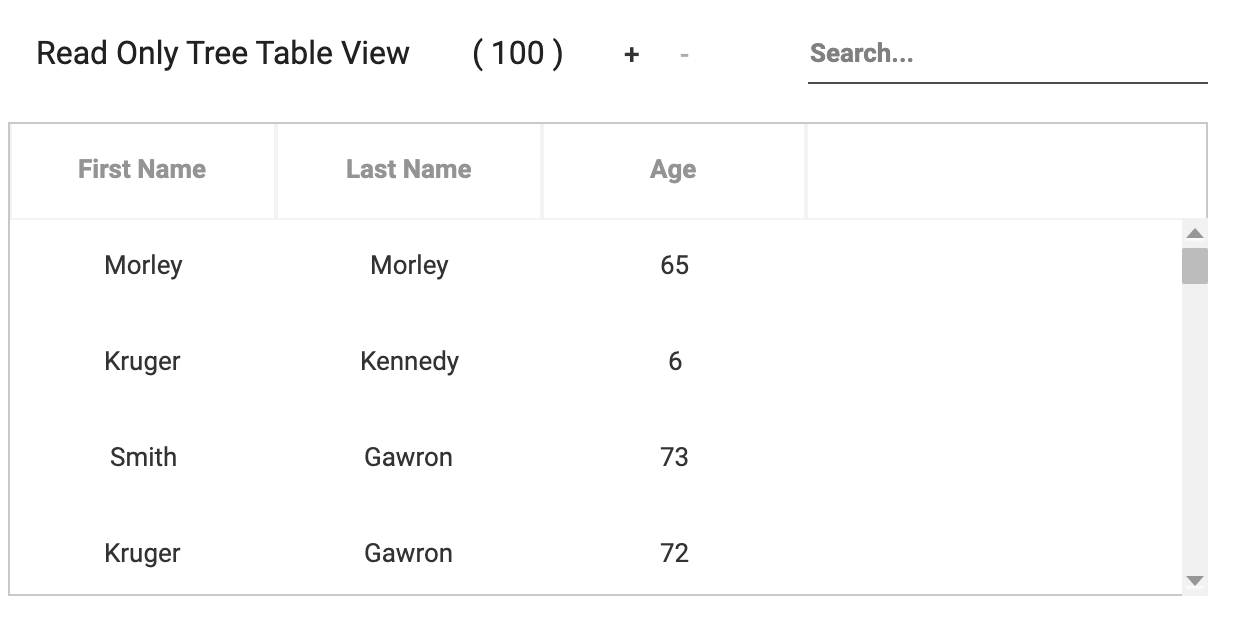 Read Only Tree Table View ( 100 ) + - Search...
First Name Last Name Age
Morley Morley 65
Kruger Kennedy 6
Smith Gawron 73
Kruger Gawron 72